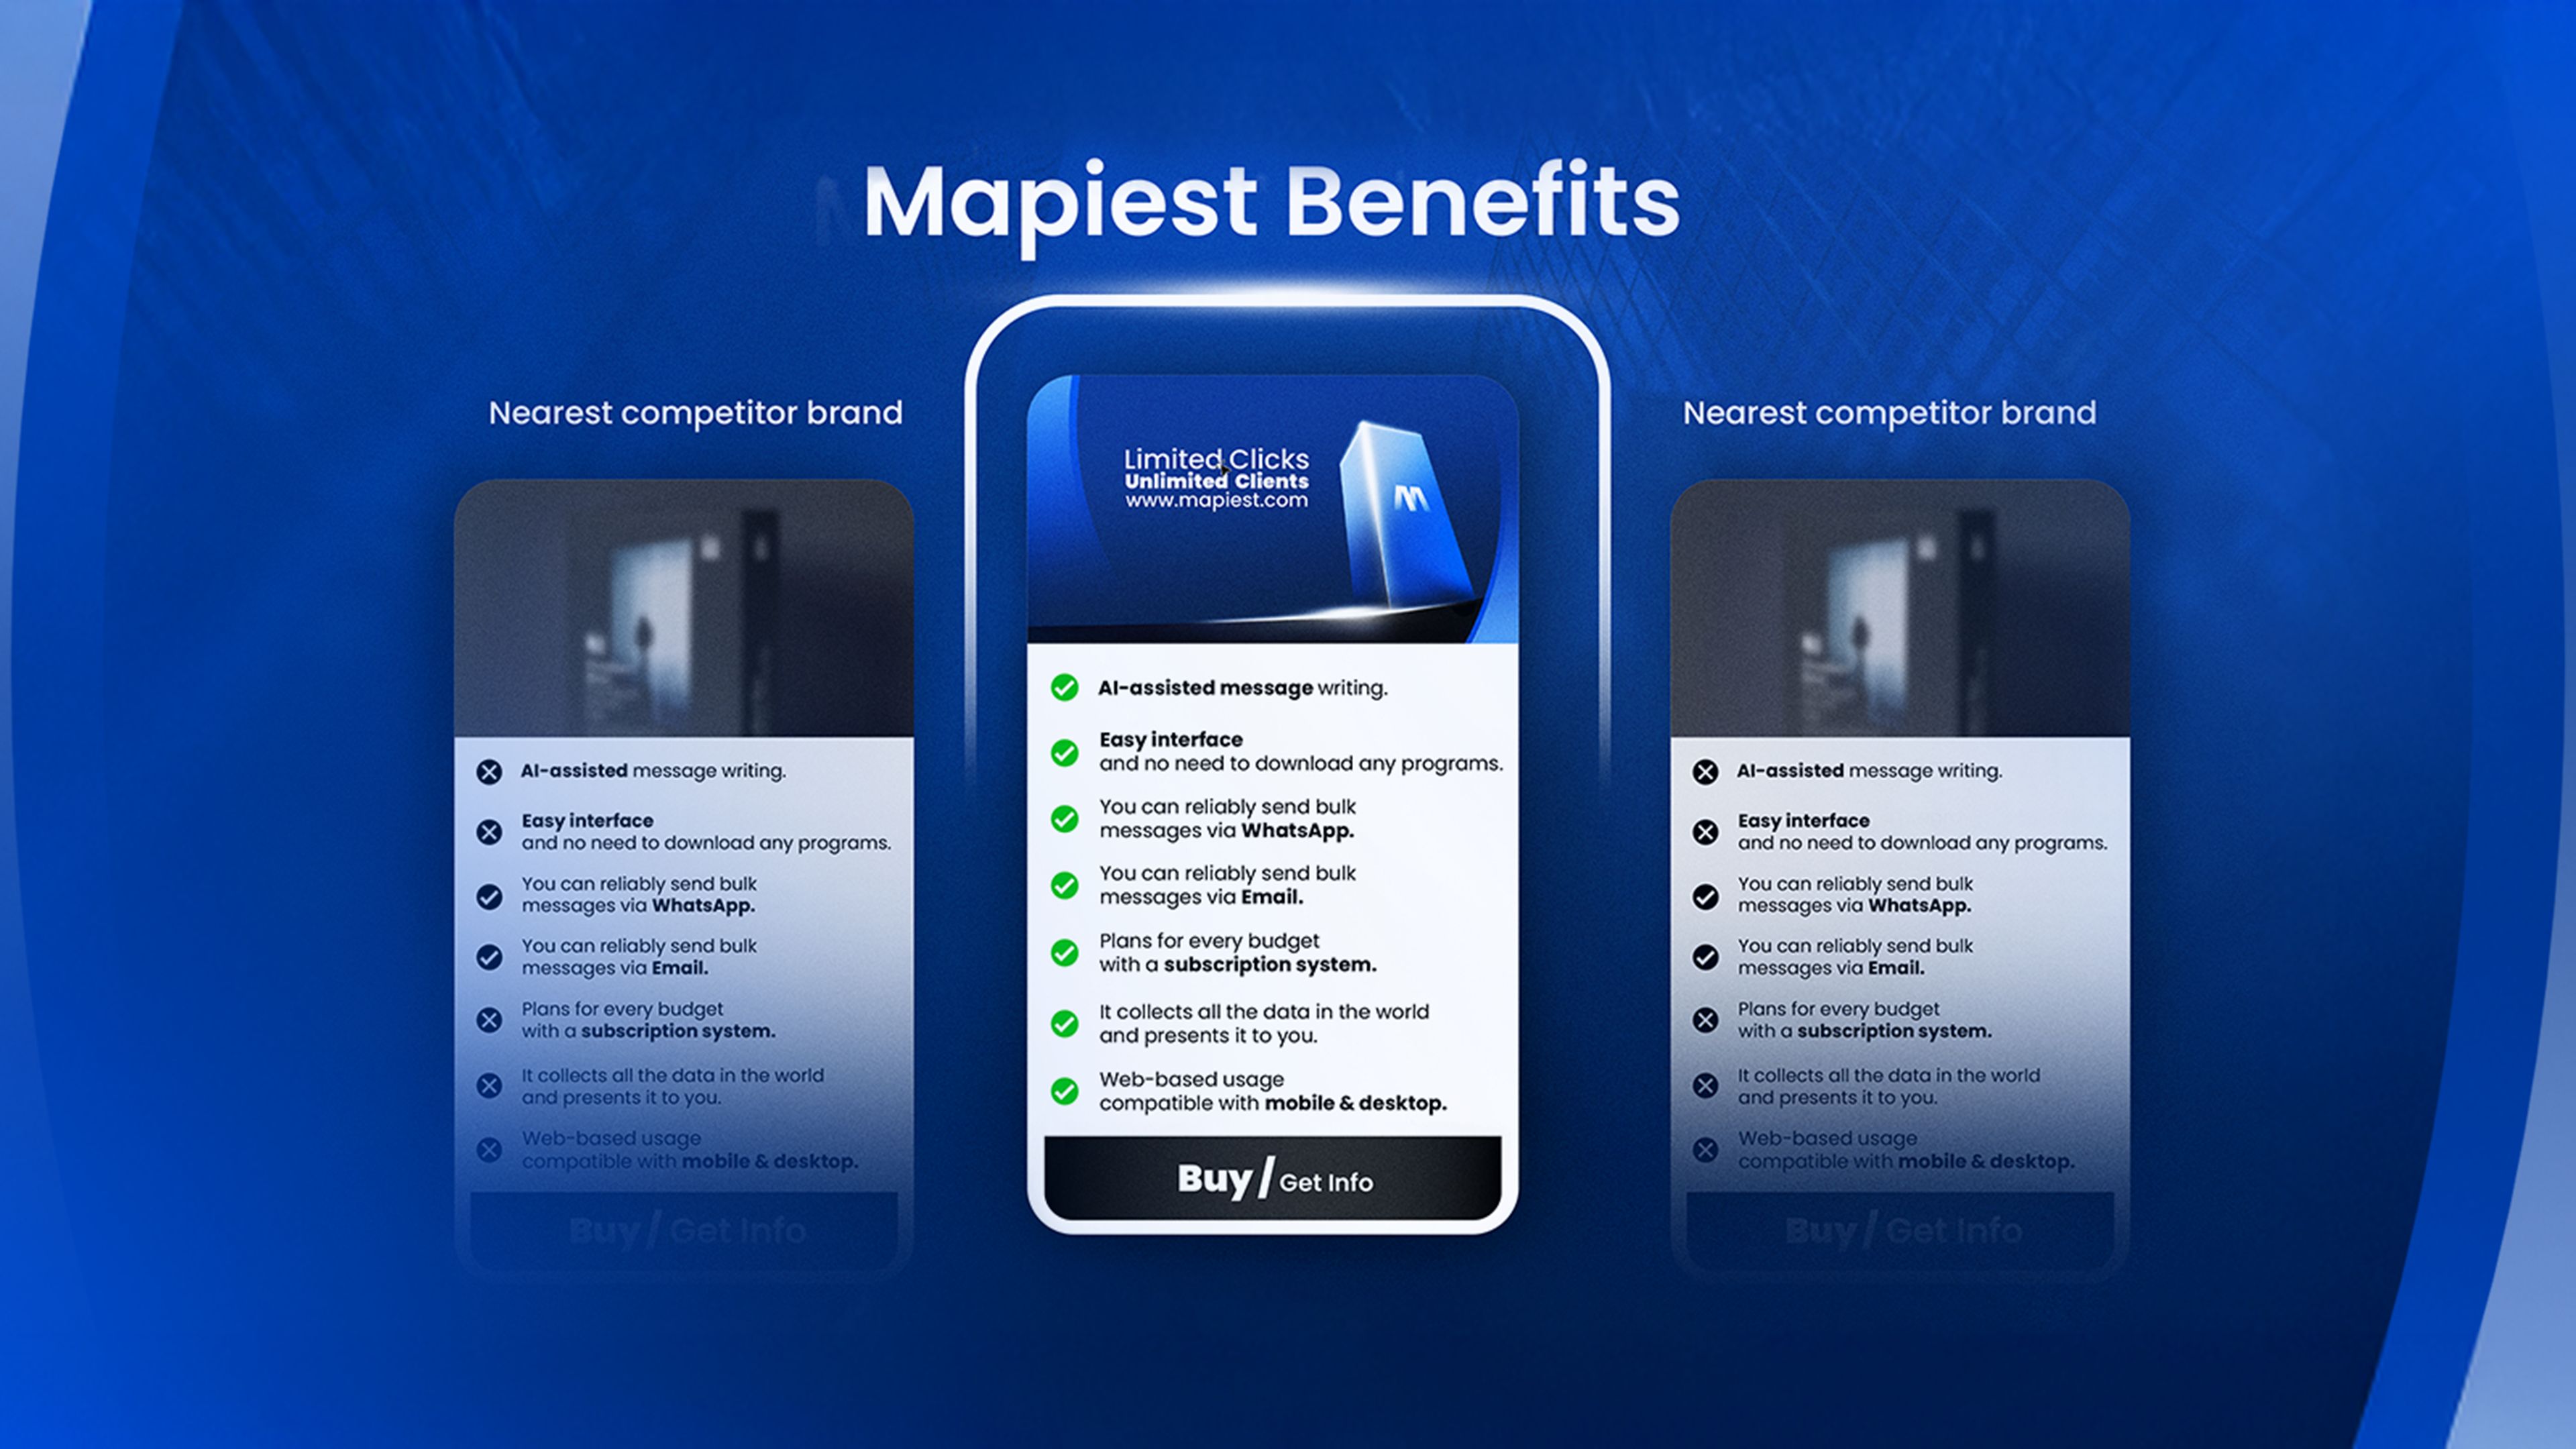 Mapiest Benefits
Nearest competitor brand
AI-assisted message writing.
Easy interface
and no need to download any programs.
You can reliably send bulk
messages via WhatsApp.
You can reliably send bulk
messages via Email.
Plans for every budget
with a subscription system.
It collects all the data in the world
and presents it to you.
Web-based usage
compatible with mobile & desktop.
Buy / Get Info
Limited Clicks
Unlimited Clients
www.mapiest.com
M
AI-assisted message writing.
Easy interface
and no need to download any programs.
You can reliably send bulk
messages via WhatsApp.
You can reliably send bulk
messages via Email.
Plans for every budget
with a subscription system.
It collects all the data in the world
and presents it to you.
Web-based usage
compatible with mobile & desktop.
Buy / Get Info
Nearest competitor brand
AI-assisted message writing.
Easy interface
and no need to download any programs.
You can reliably send bulk
messages via WhatsApp.
You can reliably send bulk
messages via Email.
Plans for every budget
with a subscription system.
It collects all the data in the world
and presents it to you.
Web-based usage
compatible with mobile & desktop.
Buy / Get Info